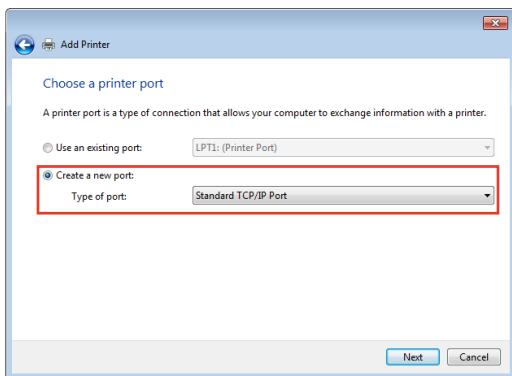 Add Printer
Choose a printer port
A printer port is a type of connection that allows your computer to exchange information with a printer.
Use an existing port: LPT1: (Printer Port)
Create a new port:
Type of port: Standard TCP/IP Port
Next Cancel